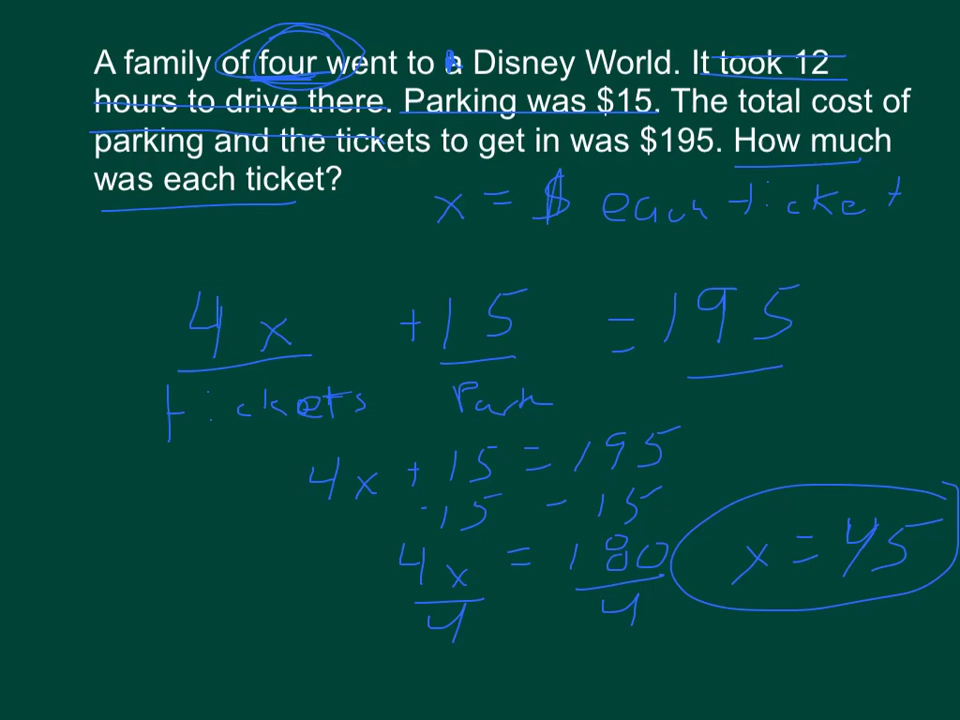 A family of four went to a Disney World. It took 12
hours to drive there. Parking was $15. The total cost of
parking and the tickets to get in was $195. How much
was each ticket?
x = $ each ticket
4x + 15 = 195
tickets Park
4x + 15 = 195
-15 - 15
4x = 180
4 4
x = 45